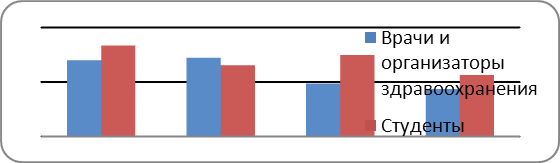 Врачи и
организаторы
здравоохранения
Студенты